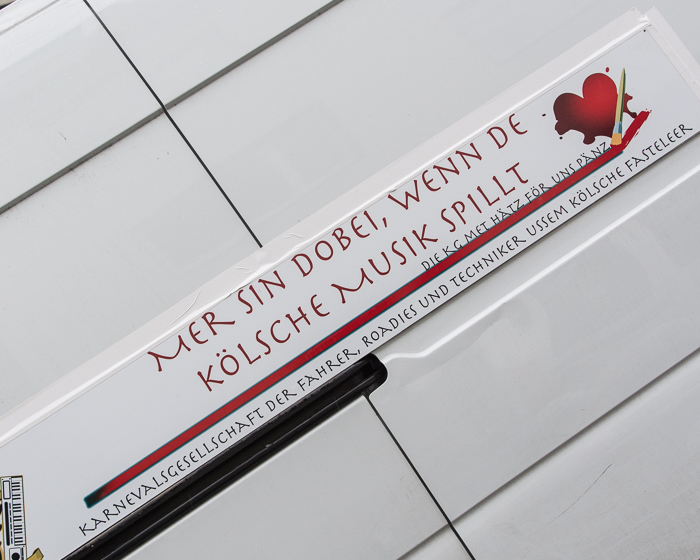 MER SIN DOBEI, WENN DE
KÖLSCHE MUSIK SPILLT
DIE KG MET HÄTZ FÖR UNS PÄNZ
KARNEVALSGESELLSCHAFT DER FAHRER, ROADIES UND TECHNIKER USSEM KÖLSCHE FASTELEER